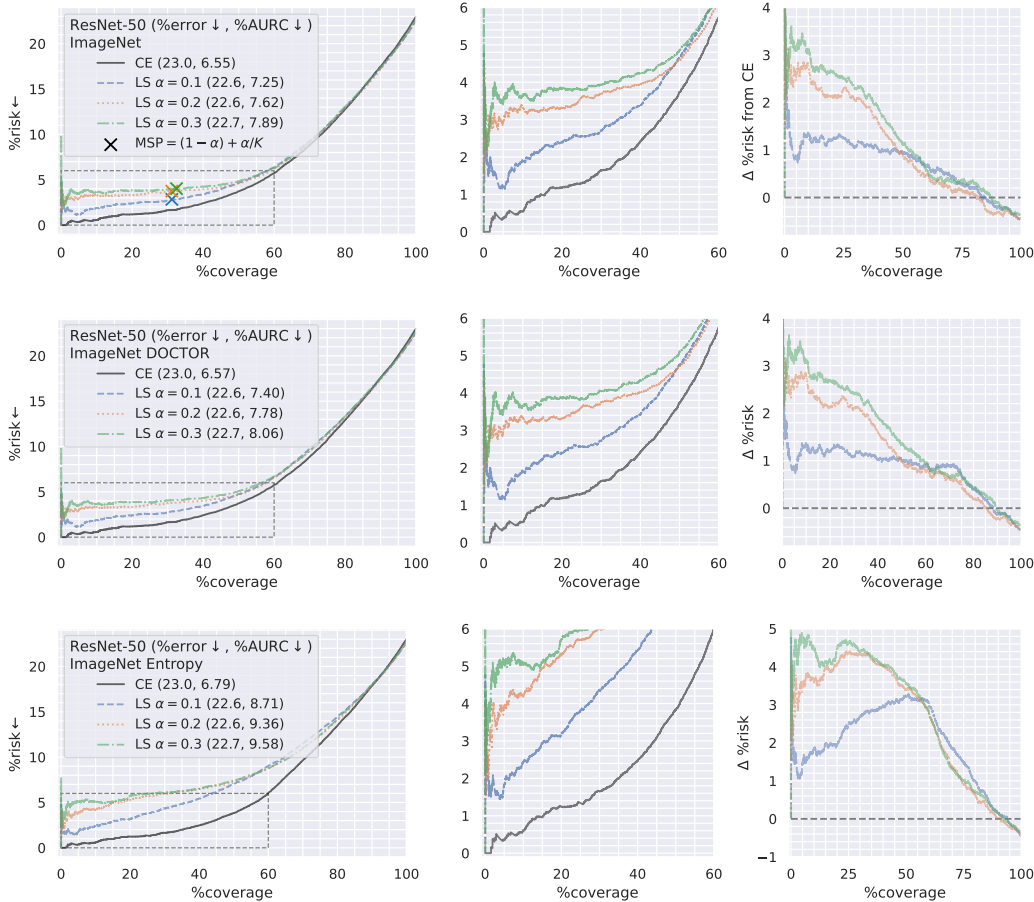 ResNet-50 (%error↓, %AURC↓)
ImageNet
CE (23.0, 6.55)
LS α = 0.1 (22.6, 7.25)
LS α = 0.2 (22.6, 7.62)
LS α = 0.3 (22.7, 7.89)
MSP = (1 − α) + α/K
%risk←
0
5
10
15
20
0 20 40 60 80 100
%coverage
6
5
4
3
2
1
0
0 20 40 60
%coverage
Δ %risk from CE
4
3
2
1
0
0 25 50 75 100
%coverage
ResNet-50 (%error↓, %AURC↓)
ImageNet DOCTOR
CE (23.0, 6.57)
LS α = 0.1 (22.6, 7.40)
LS α = 0.2 (22.6, 7.78)
LS α = 0.3 (22.7, 8.06)
%risk←
20
15
10
5
0
0 20 40 60 80 100
%coverage
6
5
4
3
2
1
0
0 20 40 60
%coverage
Δ %risk
4
3
2
1
0
0 20 40 60 80 100
%coverage
ResNet-50 (%error↓, %AURC↓)
ImageNet Entropy
CE (23.0, 6.79)
LS α = 0.1 (22.6, 8.71)
LS α = 0.2 (22.6, 9.36)
LS α = 0.3 (22.7, 9.58)
%risk←
20
15
10
5
0
0 20 40 60 80 100
%coverage
6
5
4
3
2
1
0
0 20 40 60
%coverage
Δ %risk
5
4
3
2
1
0
−1
0 25 50 75 100
%coverage